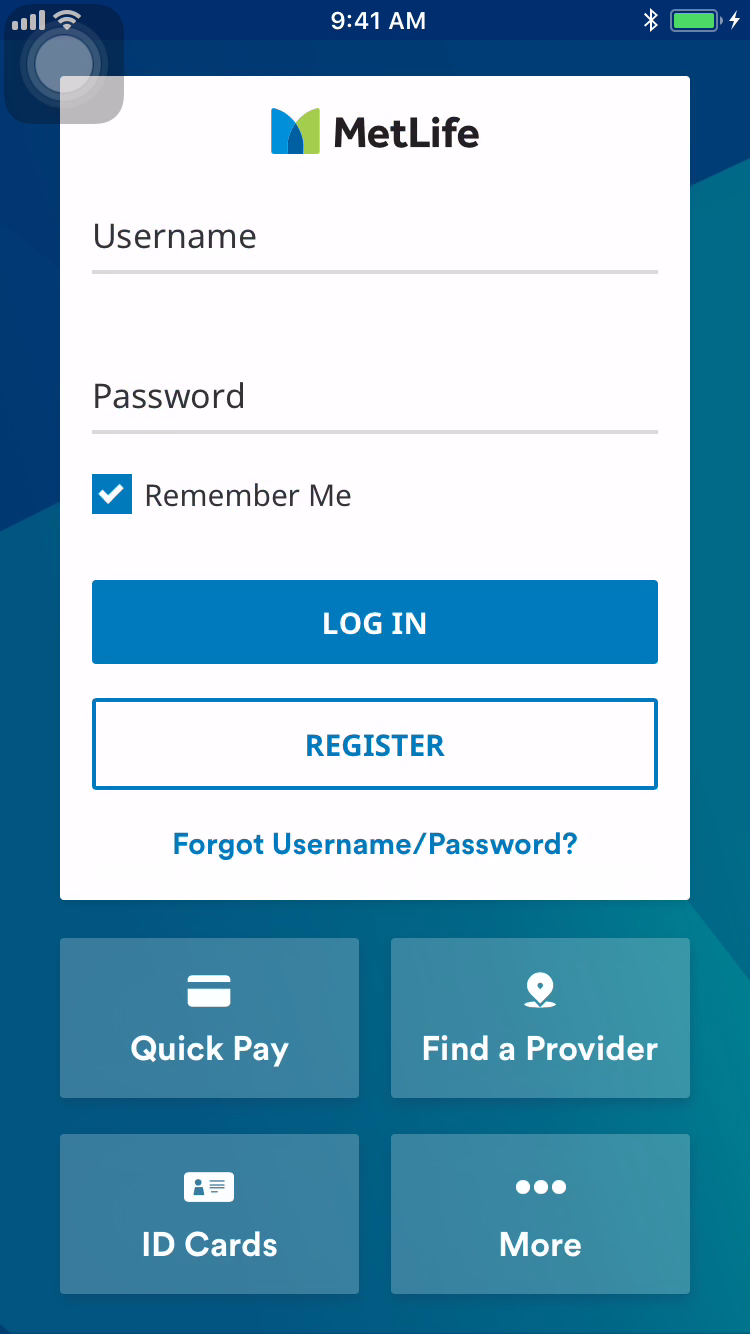 9:41 AM
MetLife
Username
Password
Remember Me
LOG IN
REGISTER
Forgot Username/Password?
Quick Pay
Find a Provider
ID Cards
More